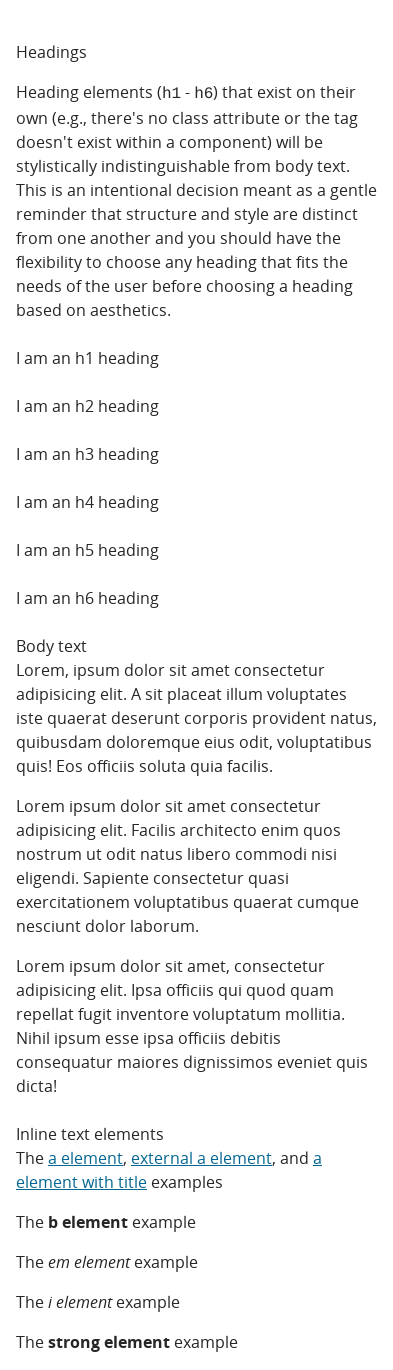 Headings
Heading elements (h1 - h6) that exist on their
own (e.g., there's no class attribute or the tag
doesn't exist within a component) will be
stylistically indistinguishable from body text.
This is an intentional decision meant as a gentle
reminder that structure and style are distinct
from one another and you should have the
flexibility to choose any heading that fits the
needs of the user before choosing a heading
based on aesthetics.
I am an h1 heading
I am an h2 heading
I am an h3 heading
I am an h4 heading
I am an h5 heading
I am an h6 heading
Body text
Lorem, ipsum dolor sit amet consectetur
adipisicing elit. A sit placeat illum voluptates
iste quaerat deserunt corporis provident natus,
quibusdam doloremque eius odit, voluptatibus
quis! Eos officiis soluta quia facilis.
Lorem ipsum dolor sit amet consectetur
adipisicing elit. Facilis architecto enim quos
nostrum ut odit natus libero commodi nisi
eligendi. Sapiente consectetur quasi
exercitationem voluptatibus quaerat cumque
nesciunt dolor laborum.
Lorem ipsum dolor sit amet, consectetur
adipisicing elit. Ipsa officiis qui quod quam
repellat fugit inventore voluptatum mollitia.
Nihil ipsum esse ipsa officiis debitis
consequatur maiores dignissimos eveniet quis
dicta!
Inline text elements
The a element, external a element, and a
element with title examples
The b element example
The em element example
The i element example
The strong element example